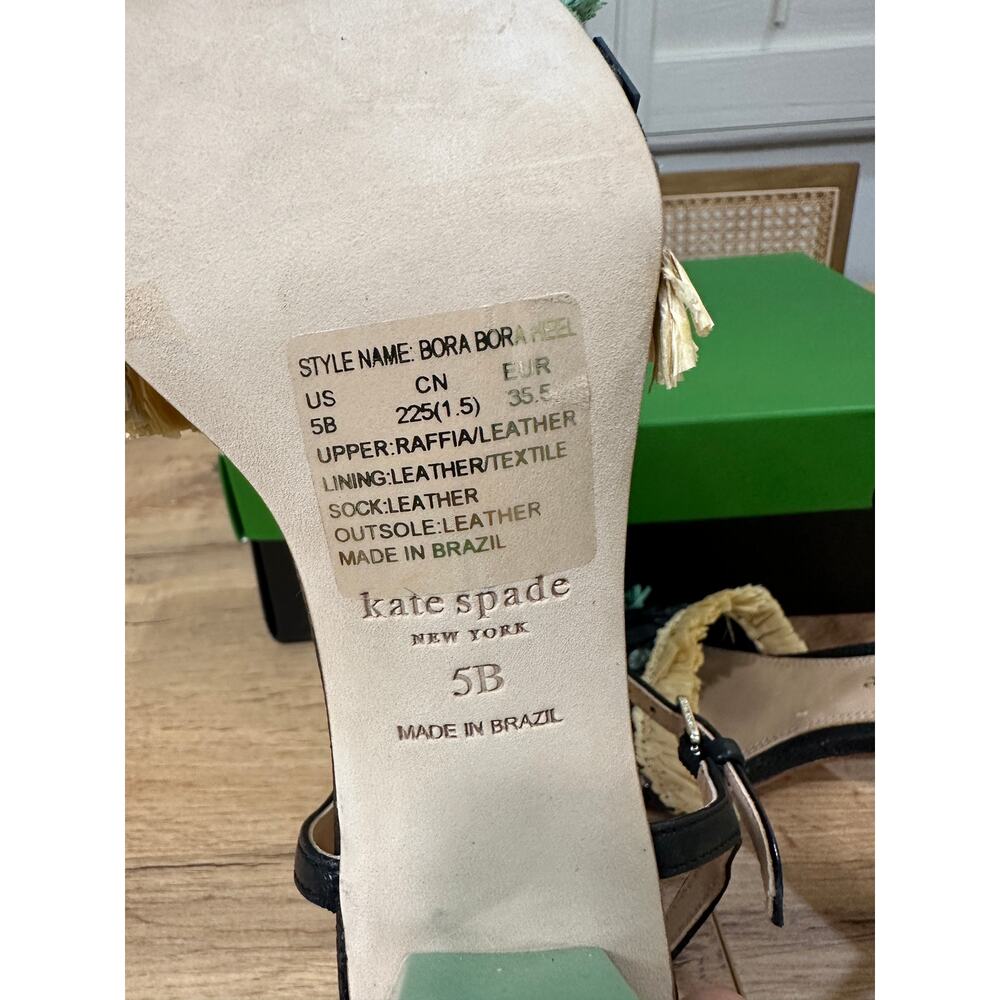 STYLE NAME: BORA BORA HEEL
US CN EUR
5B 225(1.5) 35.5
UPPER:RAFFIA/LEATHER
LINING:LEATHER/TEXTILE
SOCK:LEATHER
OUTSOLE:LEATHER
MADE IN BRAZIL
kate spade
NEW YORK
5B
MADE IN BRAZIL